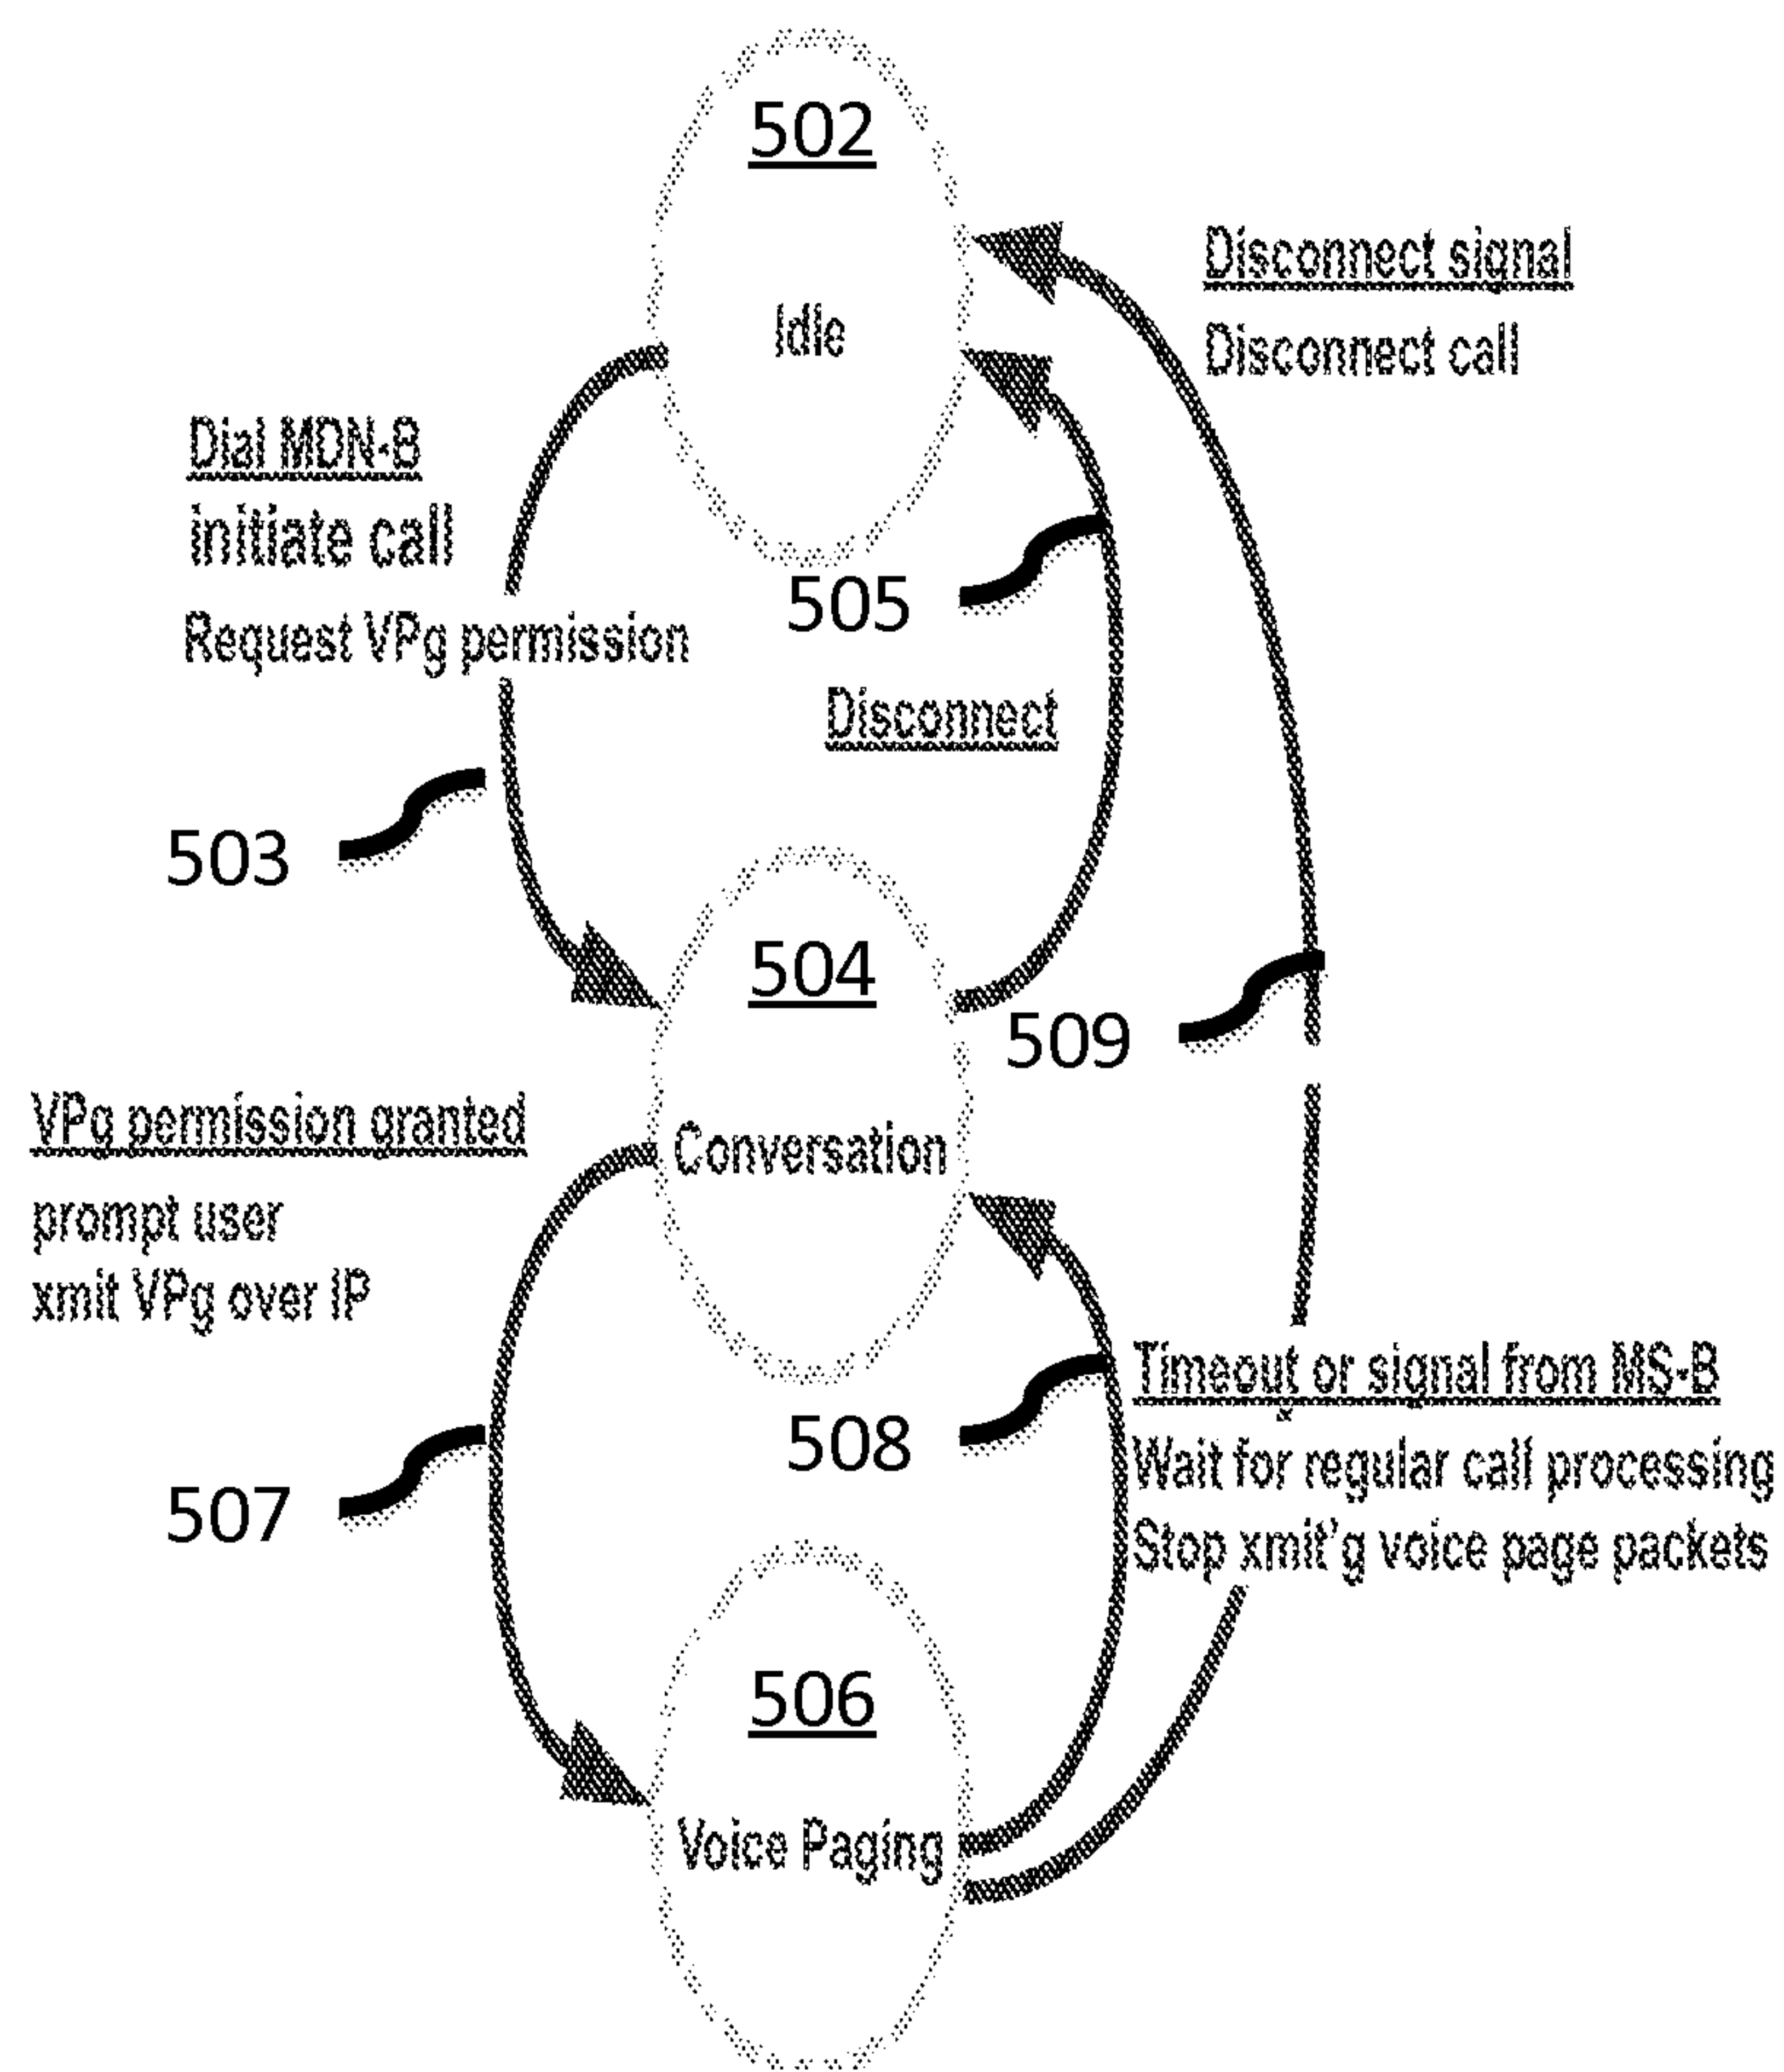 502
Idle
Disconnect signal
Disconnect call
Dial MDN-B
initiate call
Request VPg permission
505
Disconnect
503
504
Conversation
509
VPg permission granted
prompt user
xmit VPg over IP
507
508
Timeout or signal from MS-B
Wait for regular call processing
Stop xmit'g voice page packets
506
Voice Paging